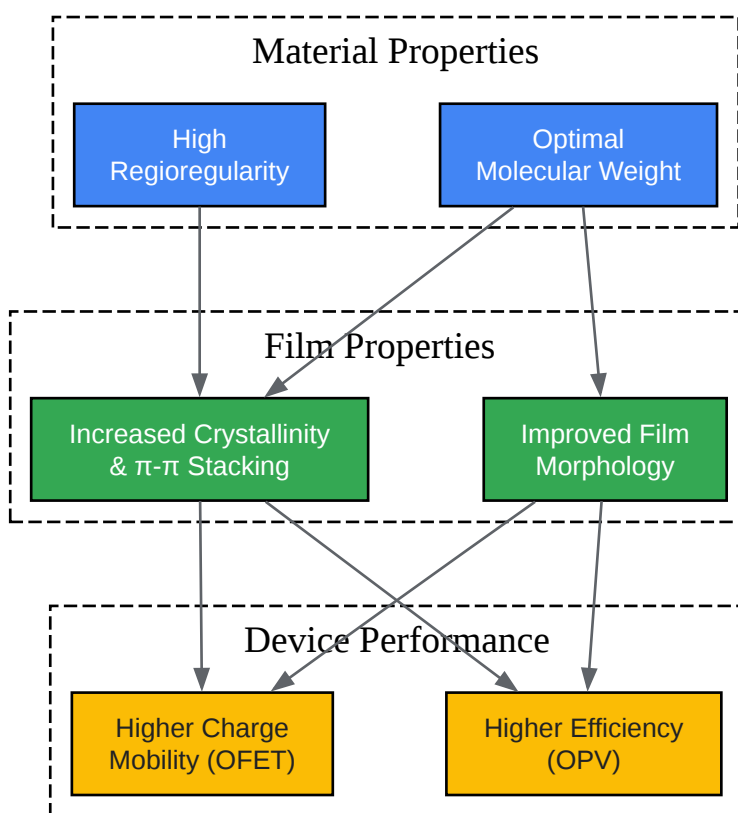 Material Properties
High
Regioregularity
Optimal
Molecular Weight
Film Properties
Increased Crystallinity
& π-π Stacking
Improved Film
Morphology
Device Performance
Higher Charge
Mobility (OFET)
Higher Efficiency
(OPV)